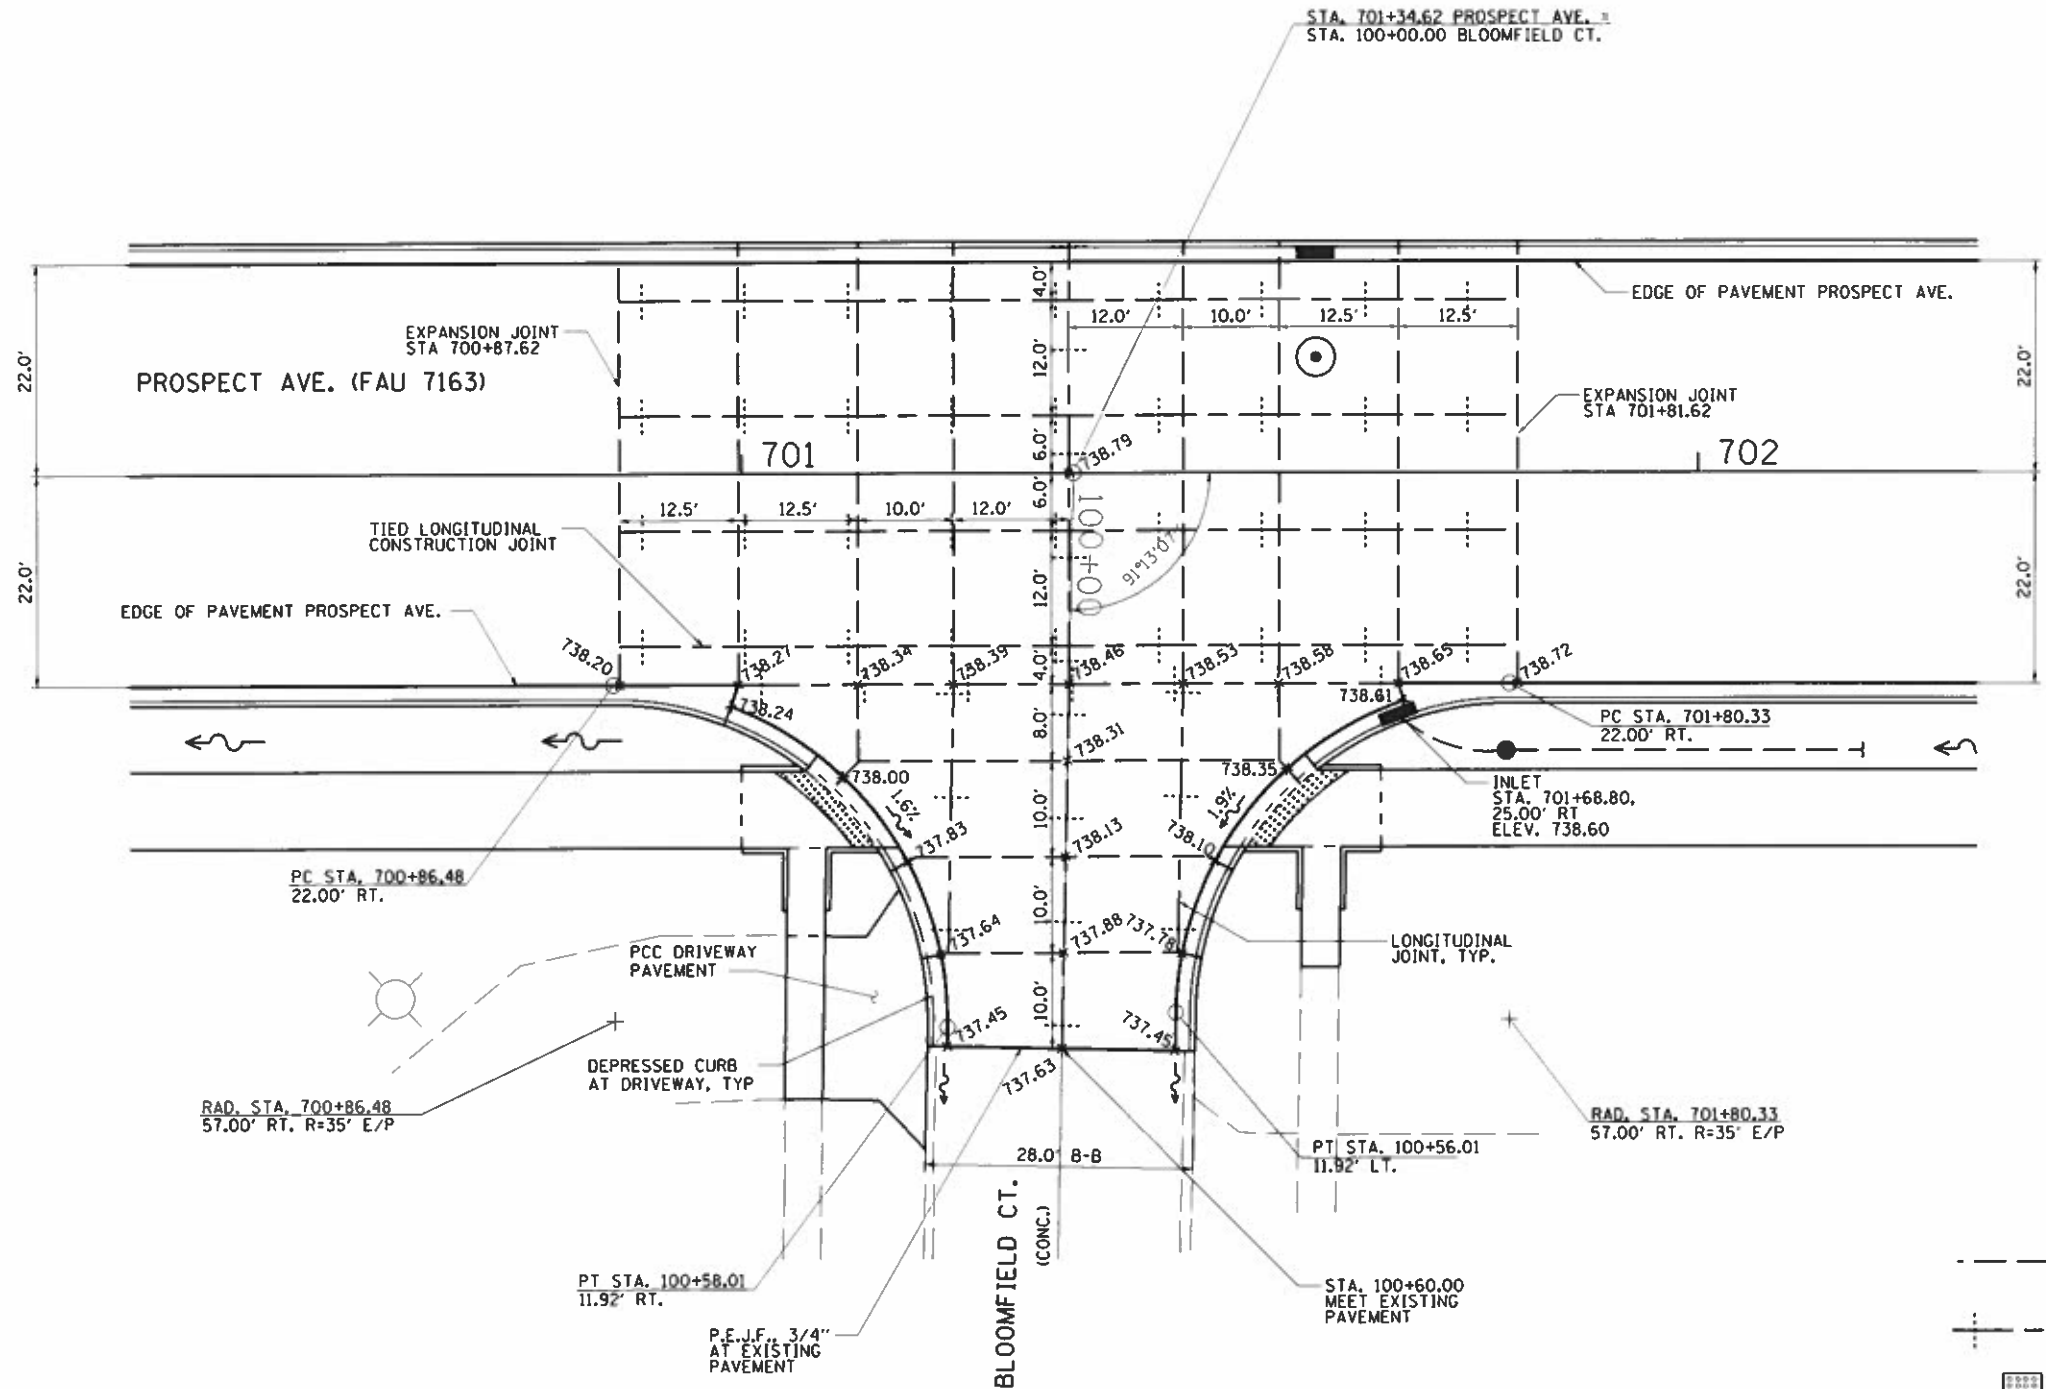 STA. 701+34.62 PROSPECT AVE. =
STA. 100+00.00 BLOOMFIELD CT.
EDGE OF PAVEMENT PROSPECT AVE.
4.0'
12.0'
10.0'
12.5'
12.5'
EXPANSION JOINT
STA 700+87.62
22.0'
12.0'
22.0'
PROSPECT AVE. (FAU 7163)
EXPANSION JOINT
STA 701+81.62
701
6.0'
738.79
702
6.0'
12.5'
12.5'
10.0'
12.0'
100+00
TIED LONGITUDINAL
CONSTRUCTION JOINT
91°13'07"
22.0'
12.0'
22.0'
EDGE OF PAVEMENT PROSPECT AVE.
738.20
738.27
738.34
738.39
4.0'
738.46
738.53
738.58
738.65
738.72
738.24
738.61
PC STA. 701+80.33
22.00' RT.
8.0'
738.31
738.00
738.35
1.6%
1.9%
INLET
STA. 701+68.80,
25.00' RT
ELEV. 738.60
10.0'
737.83
738.13
738.10
PC STA. 700+86.48
22.00' RT.
10.0'
737.64
737.88
737.78
PCC DRIVEWAY
PAVEMENT
LONGITUDINAL
JOINT, TYP.
10.0'
737.45
737.45
DEPRESSED CURB
AT DRIVEWAY, TYP
737.63
RAD. STA. 700+86.48
57.00' RT. R=35' E/P
RAD. STA. 701+80.33
57.00' RT. R=35' E/P
28.0' B-B
PT STA. 100+56.01
11.92' LT.
BLOOMFIELD CT.
(CONC.)
PT STA. 100+58.01
11.92' RT.
STA. 100+60.00
MEET EXISTING
PAVEMENT
P.E.J.F., 3/4"
AT EXISTING
PAVEMENT